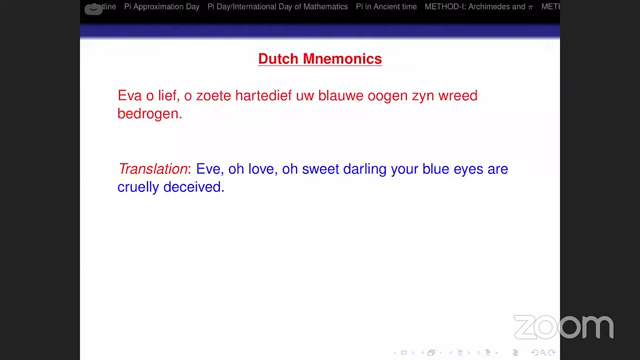 Outline Pi Approximation Day Pi Day/International Day of Mathematics Pi in Ancient time METHOD-I: Archimedes and π METH
Dutch Mnemonics
Eva o lief, o zoete hartedief uw blauwe oogen zyn wreed
bedrogen.
Translation: Eve, oh love, oh sweet darling your blue eyes are
cruelly deceived.
zoom